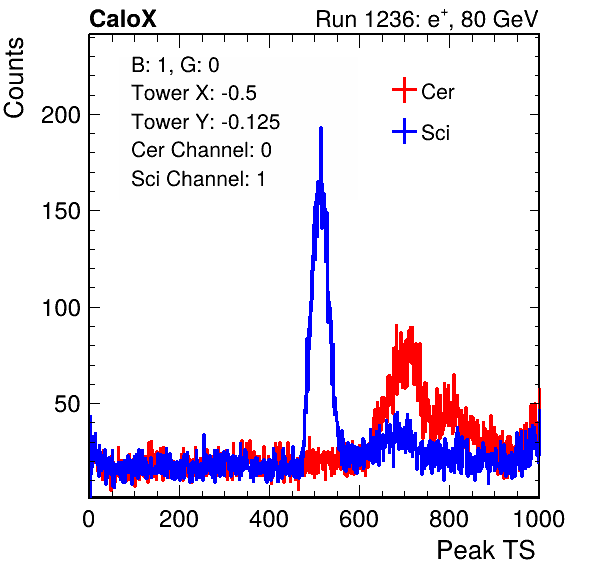 CaloX Run 1236: e⁺, 80 GeV
Counts
B: 1, G: 0
Tower X: -0.5
Tower Y: -0.125
Cer Channel: 0
Sci Channel: 1
Cer
Sci
200
150
100
50
0 200 400 600 800 1000
Peak TS